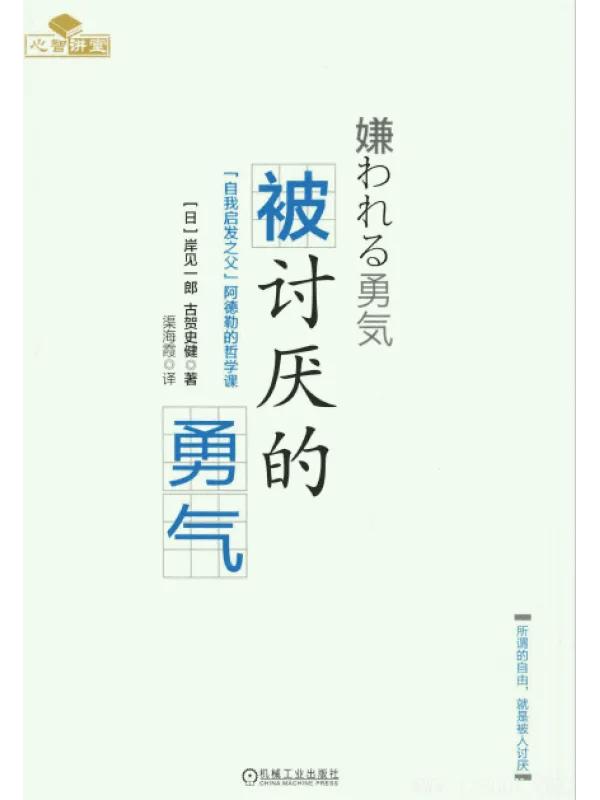 心智讲堂
嫌われる勇気
被讨厌的
勇气
「自我启发之父」阿德勒的哲学课
[日]岸见一郎 古贺史健◎著
渠海霞◎译
所谓的自由，就是被人讨厌
机械工业出版社
CHINA MACHINE PRESS